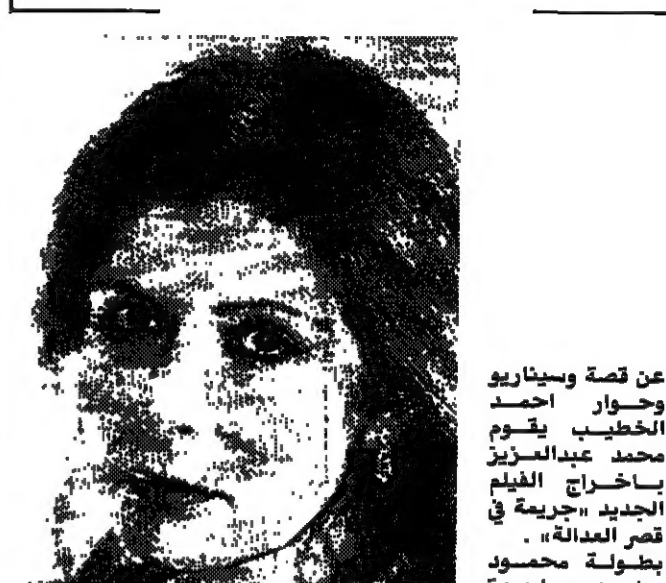 عن قصة وسيناريو
وحوار احمد
الخطيب يقوم
محمد عبدالعزيز
باخراج الفيلم
الجديد «جريمة في
قصر العدالة» .
بطولة محمود